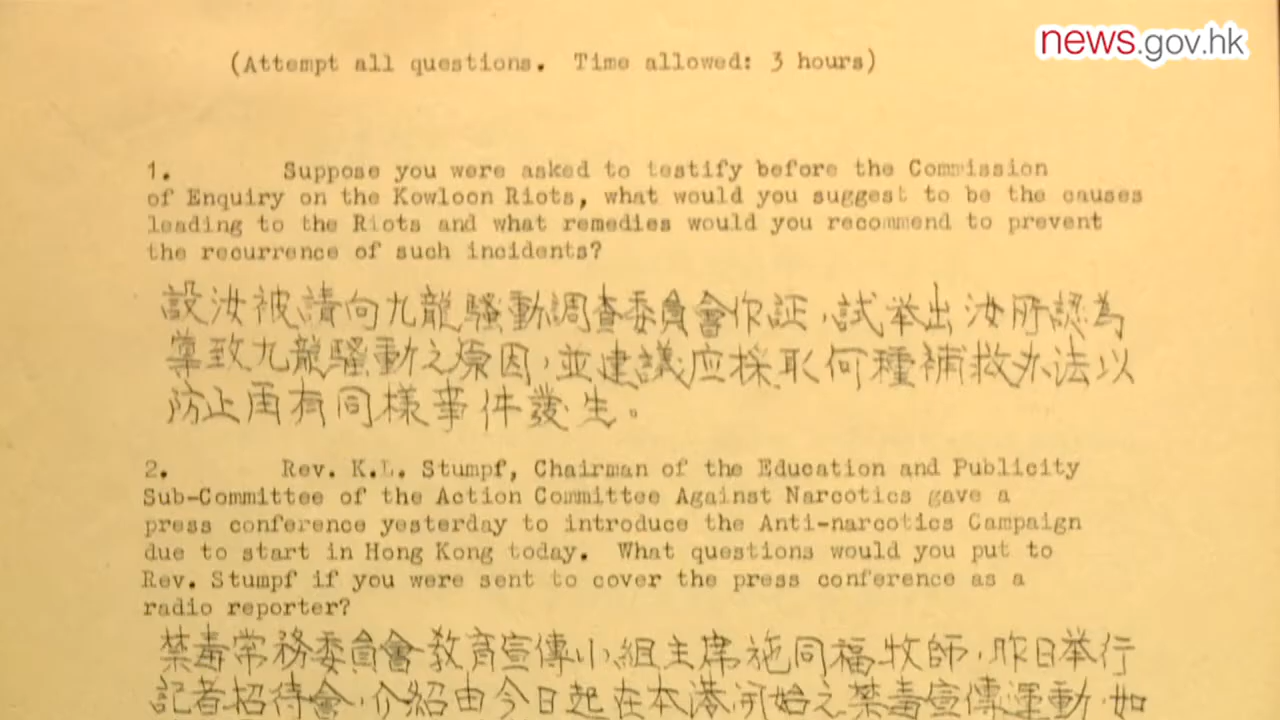 news.gov.hk
(Attempt all questions. Time allowed: 3 hours)
1. Suppose you were asked to testify before the Commission
of Enquiry on the Kowloon Riots, what would you suggest to be the causes
leading to the Riots and what remedies would you recommend to prevent
the recurrence of such incidents?
設汝被請向九龍騷動調查委員會作証，試举出汝所認為
導致九龍騷動之原因，並建議应採取何種補救办法以
防止再有同樣事件發生。
2. Rev. K.L. Stumpf, Chairman of the Education and Publicity
Sub-Committee of the Action Committee Against Narcotics gave a
press conference yesterday to introduce the Anti-narcotics Campaign
due to start in Hong Kong today. What questions would you put to
Rev. Stumpf if you were sent to cover the press conference as a
radio reporter?
禁毒常務委員會教育宣傳小組主席施同福牧師，昨日举行
記者招待會，介紹由今日起在本港開始之禁毒宣傳運動，如